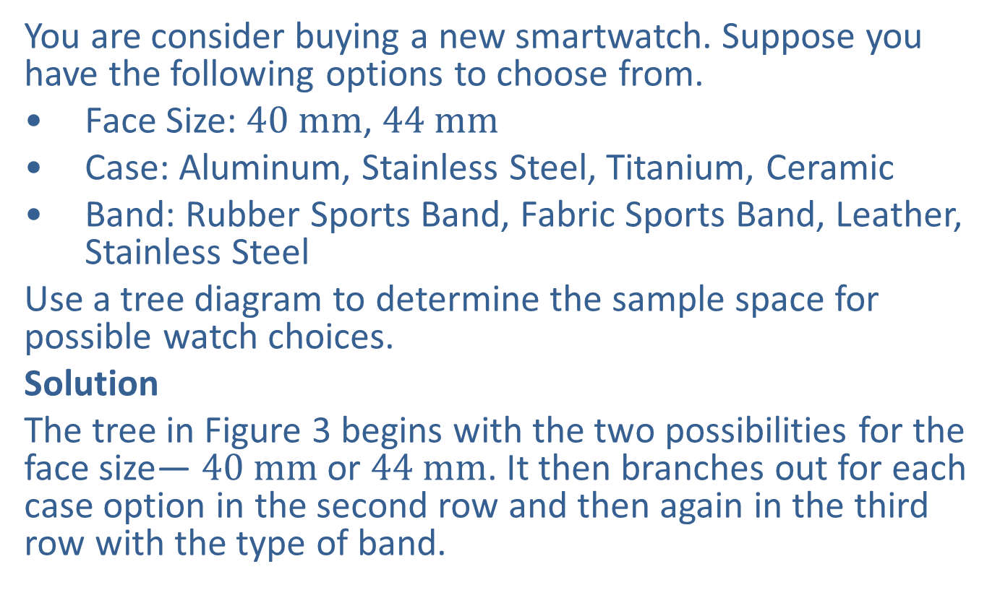 You are consider buying a new smartwatch. Suppose you
have the following options to choose from.
• Face Size: 40 mm, 44 mm
• Case: Aluminum, Stainless Steel, Titanium, Ceramic
• Band: Rubber Sports Band, Fabric Sports Band, Leather,
Stainless Steel
Use a tree diagram to determine the sample space for
possible watch choices.
Solution
The tree in Figure 3 begins with the two possibilities for the
face size— 40 mm or 44 mm. It then branches out for each
case option in the second row and then again in the third
row with the type of band.